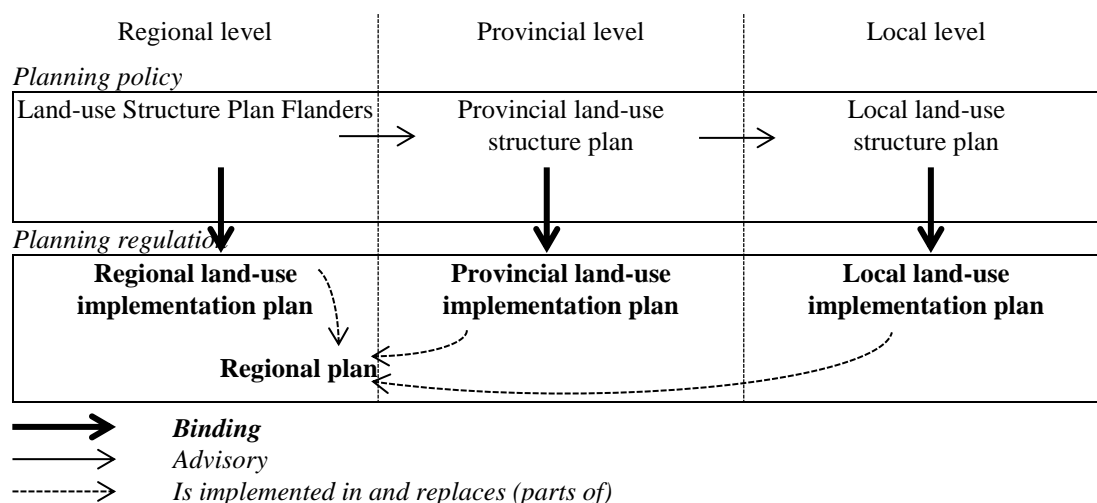 Regional level Provincial level Local level
Planning policy
Land-use Structure Plan Flanders Provincial land-use Local land-use
structure plan structure plan
Planning regulation
Regional land-use Provincial land-use Local land-use
implementation plan implementation plan implementation plan
Regional plan
Binding
Advisory
Is implemented in and replaces (parts of)